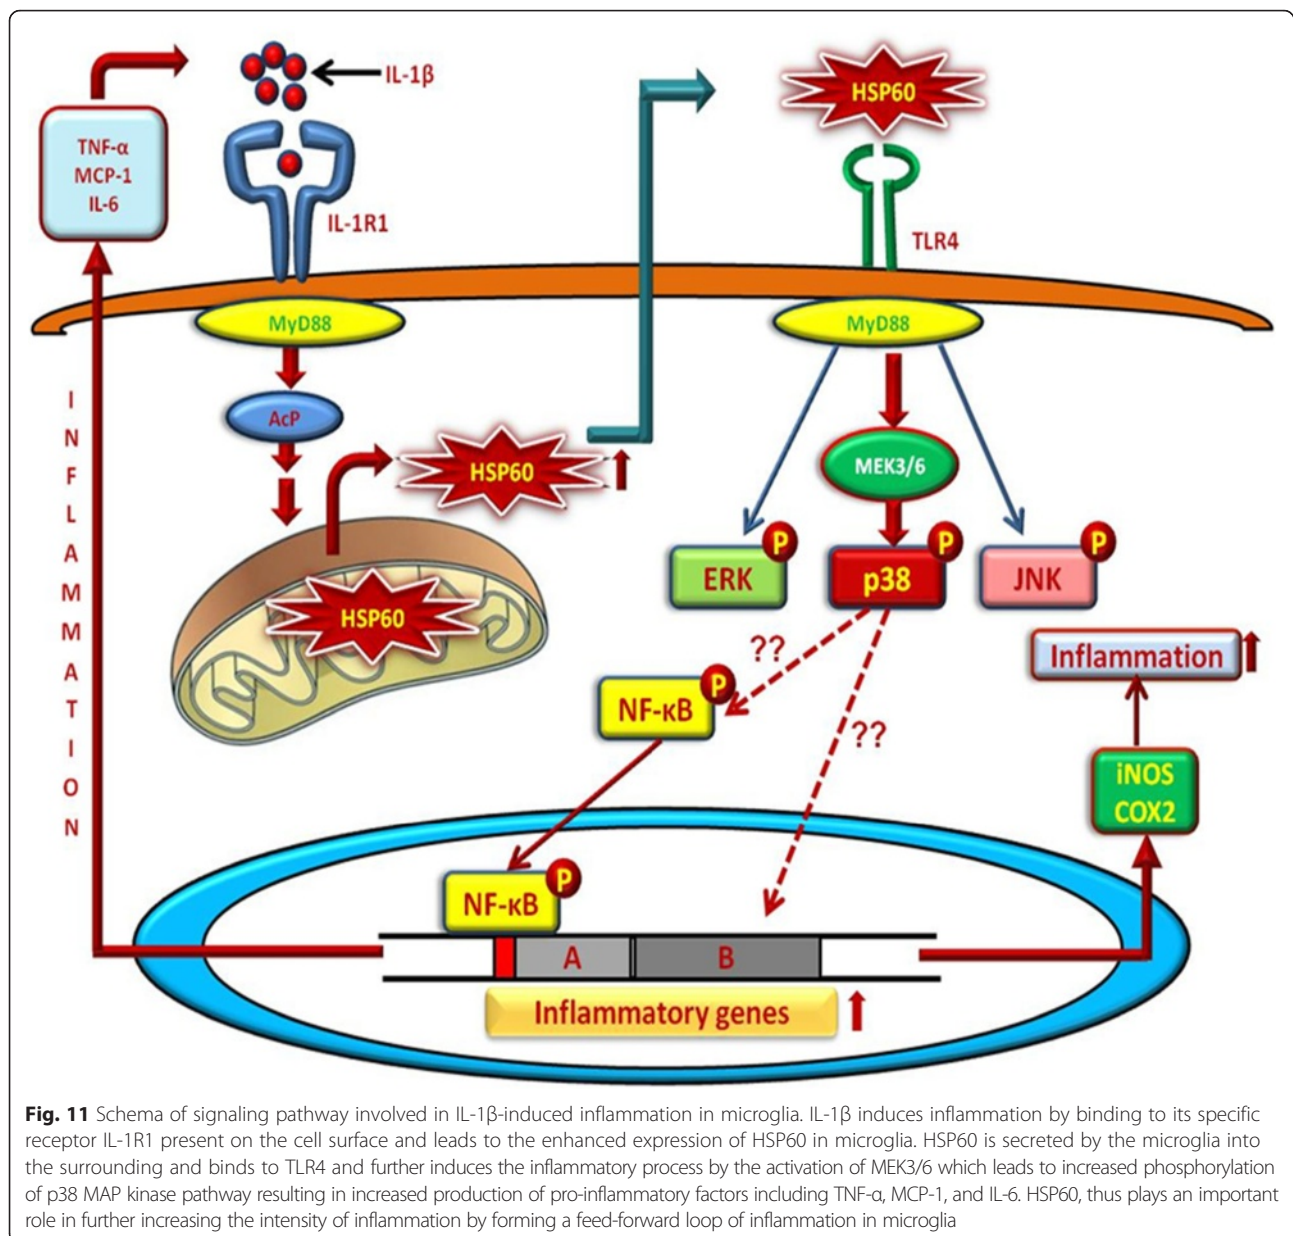 IL-1β
HSP60
TNF-α
MCP-1
IL-6
IL-1R1
TLR4
MyD88
MyD88
AcP
HSP60
MEK3/6
I
N
F
L
A
M
M
A
T
I
O
N
P
P
P
ERK
p38
JNK
HSP60
??
Inflammation
P
NF-κB
??
iNOS
COX2
P
NF-κB
A
B
Inflammatory genes
Fig. 11 Schema of signaling pathway involved in IL-1β-induced inflammation in microglia. IL-1β induces inflammation by binding to its specific
receptor IL-1R1 present on the cell surface and leads to the enhanced expression of HSP60 in microglia. HSP60 is secreted by the microglia into
the surrounding and binds to TLR4 and further induces the inflammatory process by the activation of MEK3/6 which leads to increased phosphorylation
of p38 MAP kinase pathway resulting in increased production of pro-inflammatory factors including TNF-α, MCP-1, and IL-6. HSP60, thus plays an important
role in further increasing the intensity of inflammation by forming a feed-forward loop of inflammation in microglia